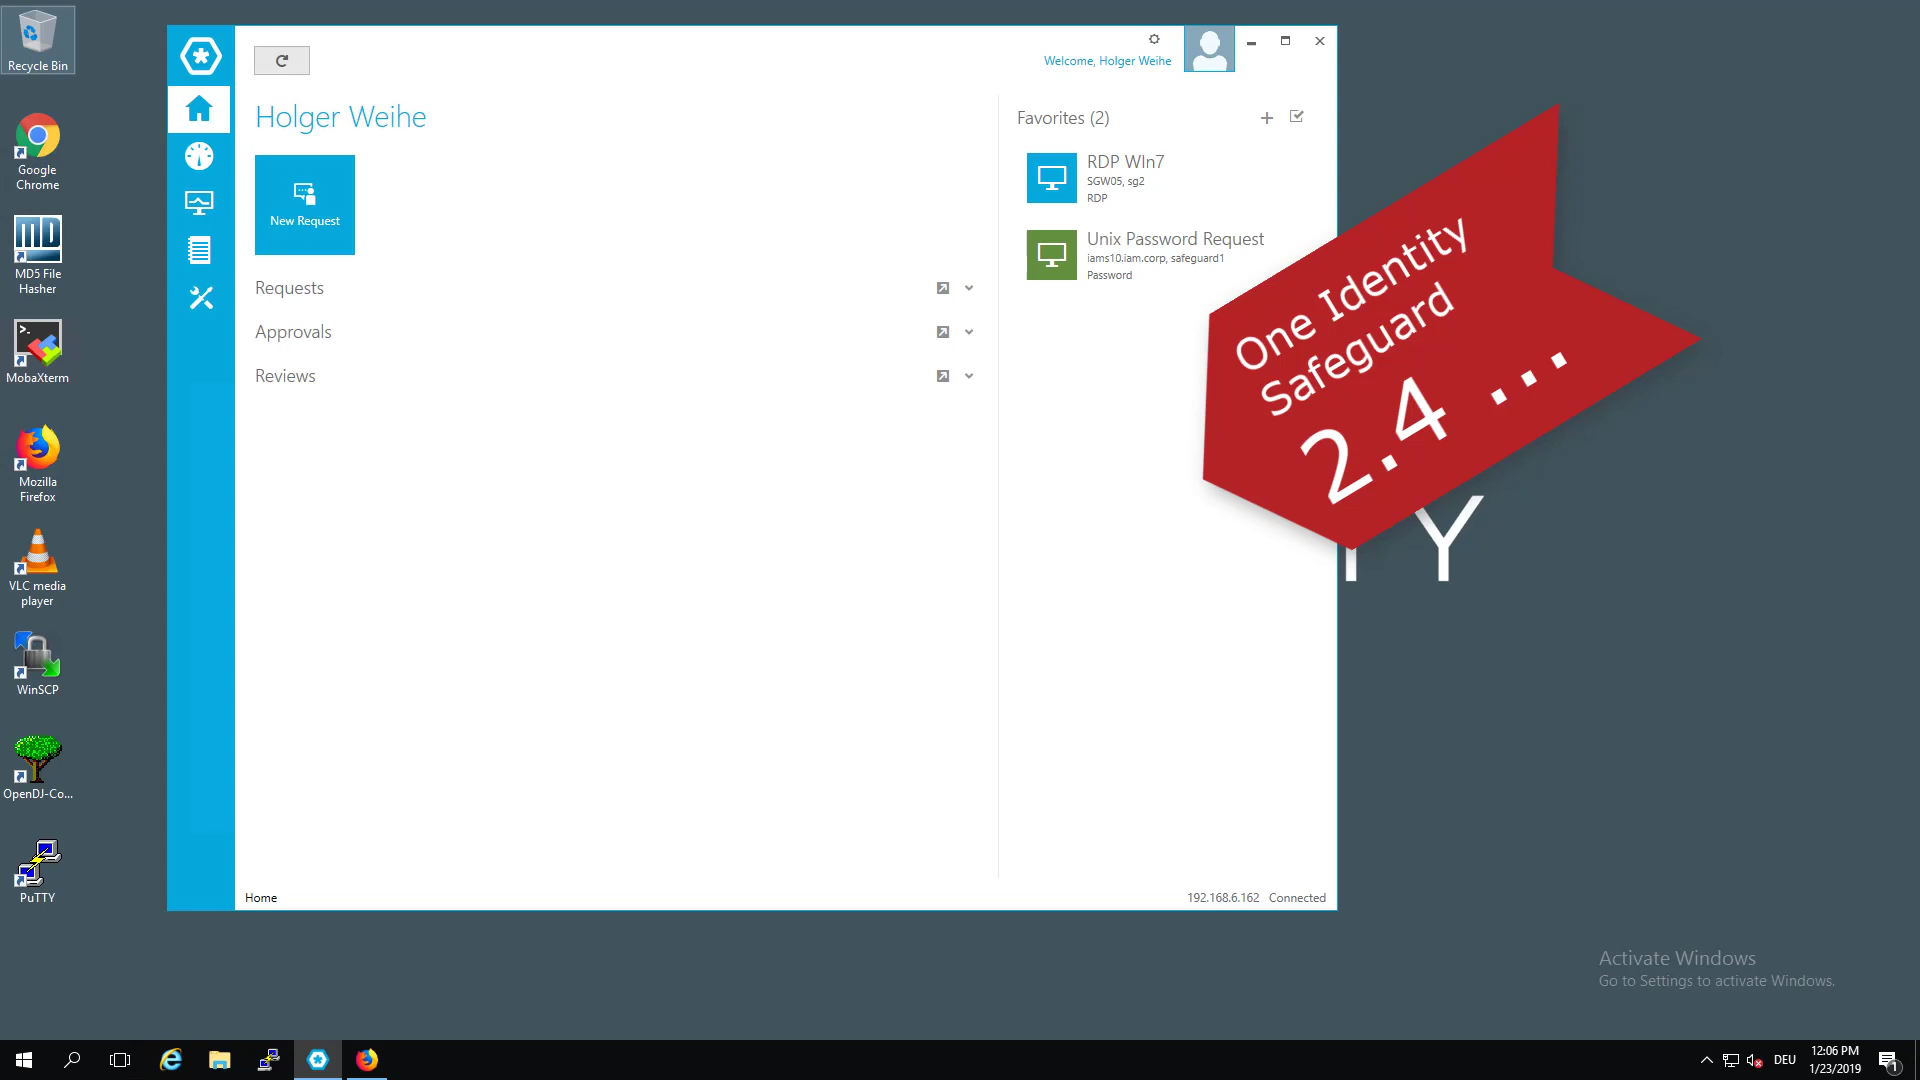 Recycle Bin
Google
Chrome
MD5 File
Hasher
MobaXterm
Mozilla
Firefox
VLC media
player
WinSCP
OpenDJ-Co...
PuTTY
Welcome, Holger Weihe
Holger Weihe
New Request
Requests
Approvals
Reviews
Favorites (2)
RDP WIn7
SGW05, sg2
RDP
Unix Password Request
iams10.iam.corp, safeguard1
Password
One Identity
Safeguard
2.4 ...
Y
Home
192.168.6.162 Connected
Activate Windows
Go to Settings to activate Windows.
DEU
12:06 PM
1/23/2019
1